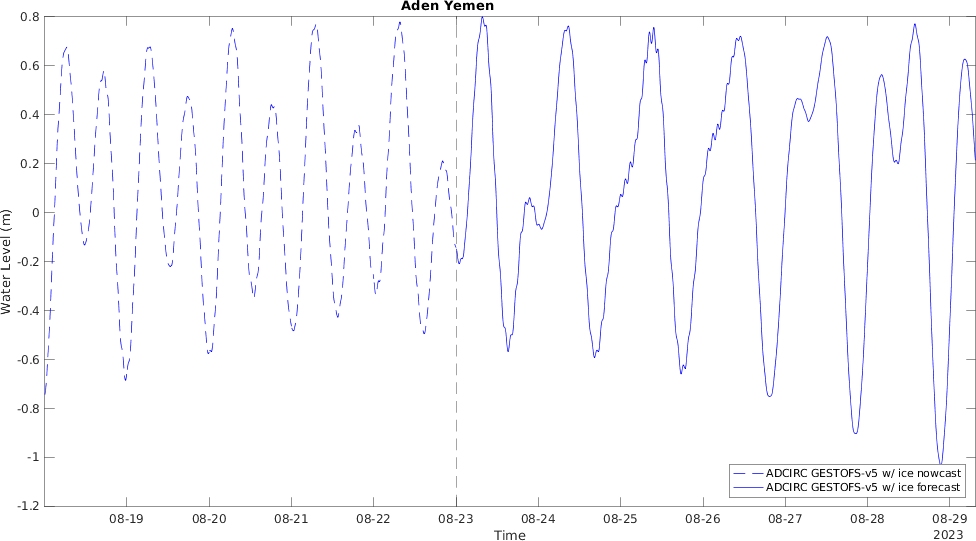 Aden Yemen
Water Level (m)
0.8
0.6
0.4
0.2
0
-0.2
-0.4
-0.6
-0.8
-1
-1.2
ADCIRC GESTOFS-v5 w/ ice nowcast
ADCIRC GESTOFS-v5 w/ ice forecast
08-19 08-20 08-21 08-22 08-23 08-24 08-25 08-26 08-27 08-28 08-29
Time
2023